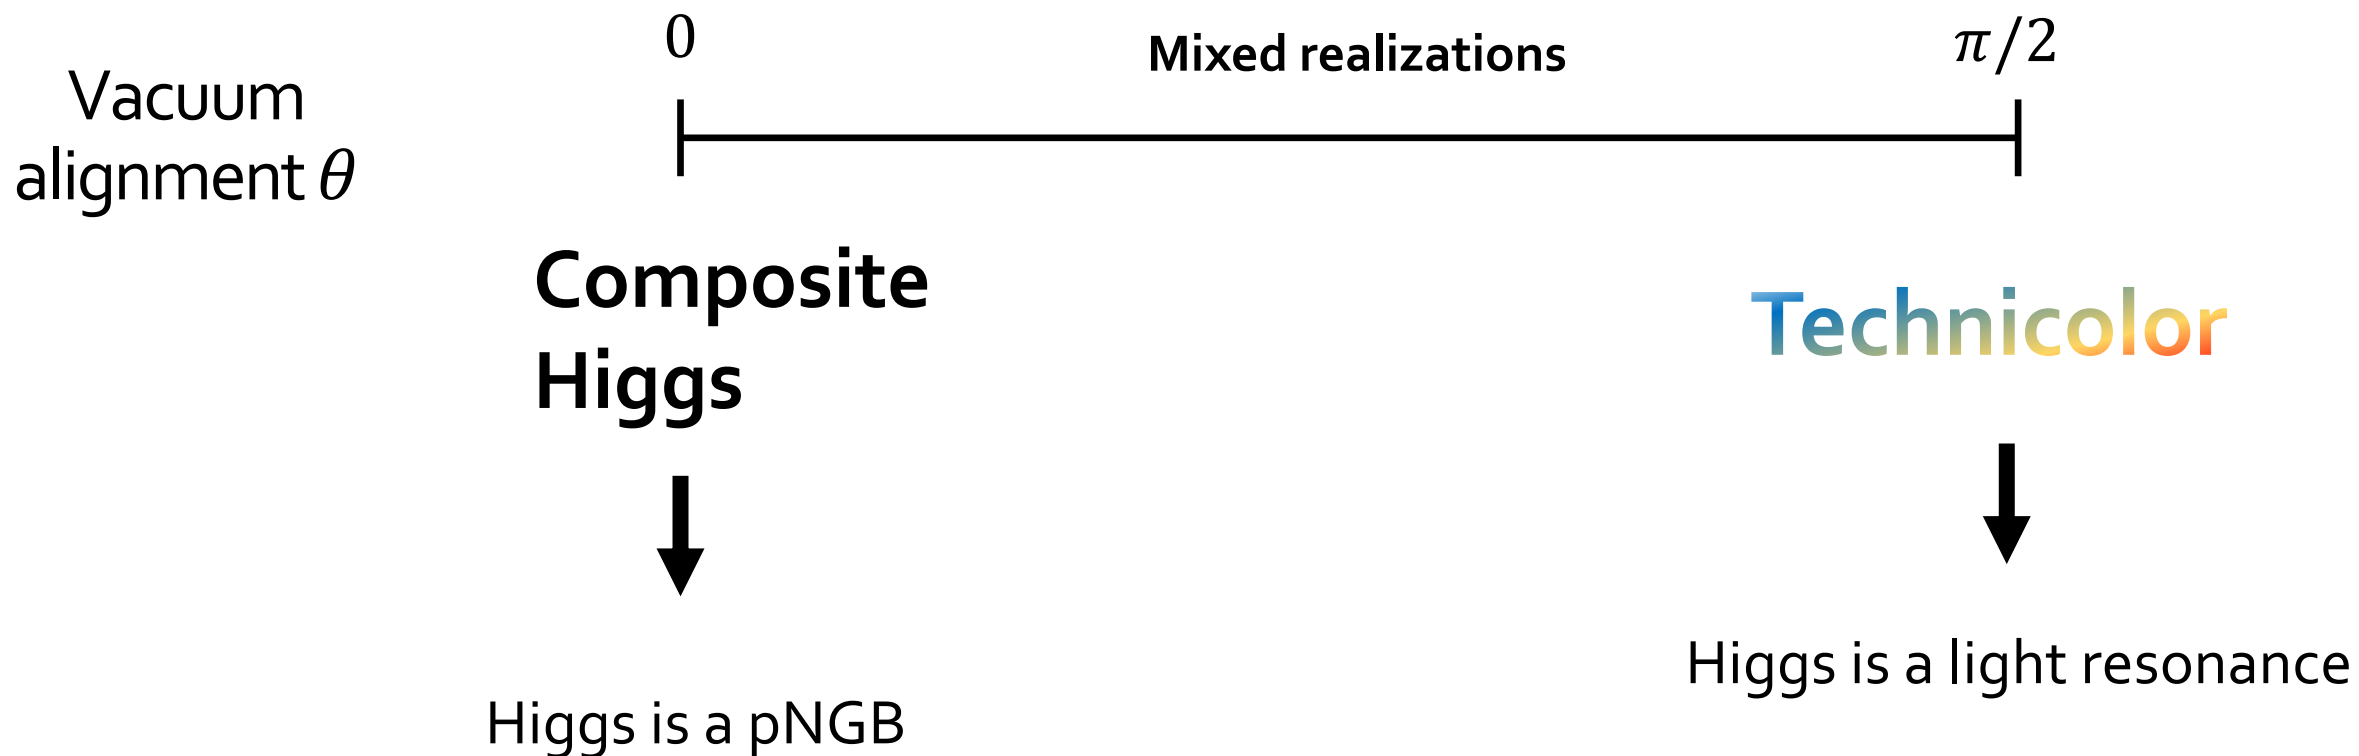 0
Mixed realizations
π/2
Vacuum
alignment θ
Composite
Higgs
Technicolor
Higgs is a light resonance
Higgs is a pNGB